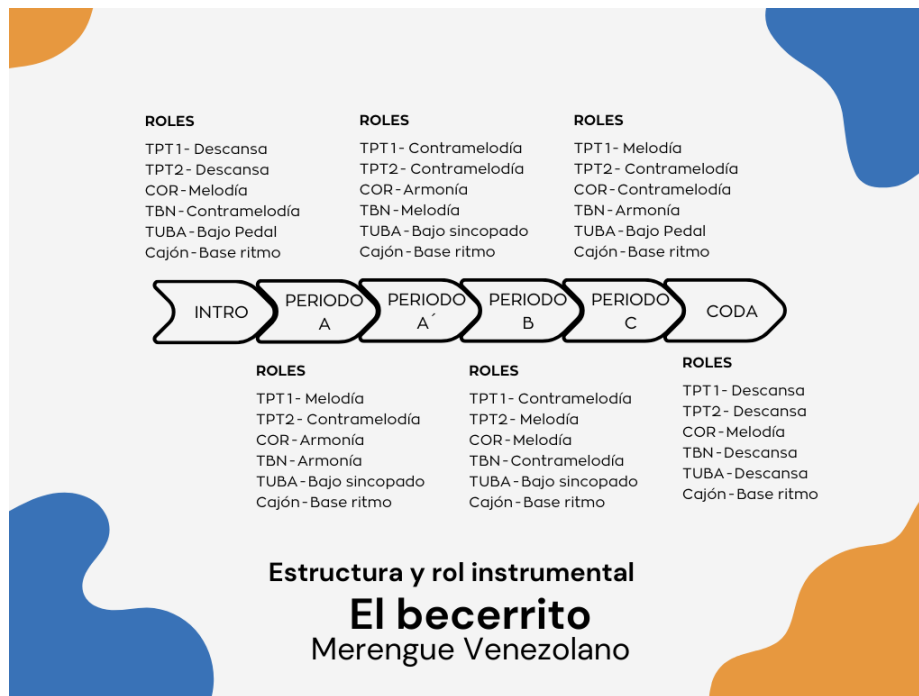 ROLES
TPT1- Descansa
TPT2- Descansa
COR-Melodía
TBN-Contramelodía
TUBA-Bajo Pedal
Cajón-Base ritmo
ROLES
TPT1- Contramelodía
TPT2- Contramelodía
COR-Armonía
TBN-Melodía
TUBA-Bajo sincopado
Cajón-Base ritmo
ROLES
TPT1- Melodía
TPT2- Contramelodía
COR-Contramelodía
TBN-Armonía
TUBA-Bajo Pedal
Cajón-Base ritmo
INTRO
PERIODO
A
PERIODO
A´
PERIODO
B
PERIODO
C
CODA
ROLES
TPT1- Melodía
TPT2- Contramelodía
COR-Armonía
TBN-Armonía
TUBA-Bajo sincopado
Cajón-Base ritmo
ROLES
TPT1- Contramelodía
TPT2- Melodía
COR-Melodía
TBN-Contramelodía
TUBA-Bajo sincopado
Cajón-Base ritmo
ROLES
TPT1- Descansa
TPT2- Descansa
COR-Melodía
TBN-Descansa
TUBA-Descansa
Cajón-Base ritmo
Estructura y rol instrumental
El becerrito
Merengue Venezolano